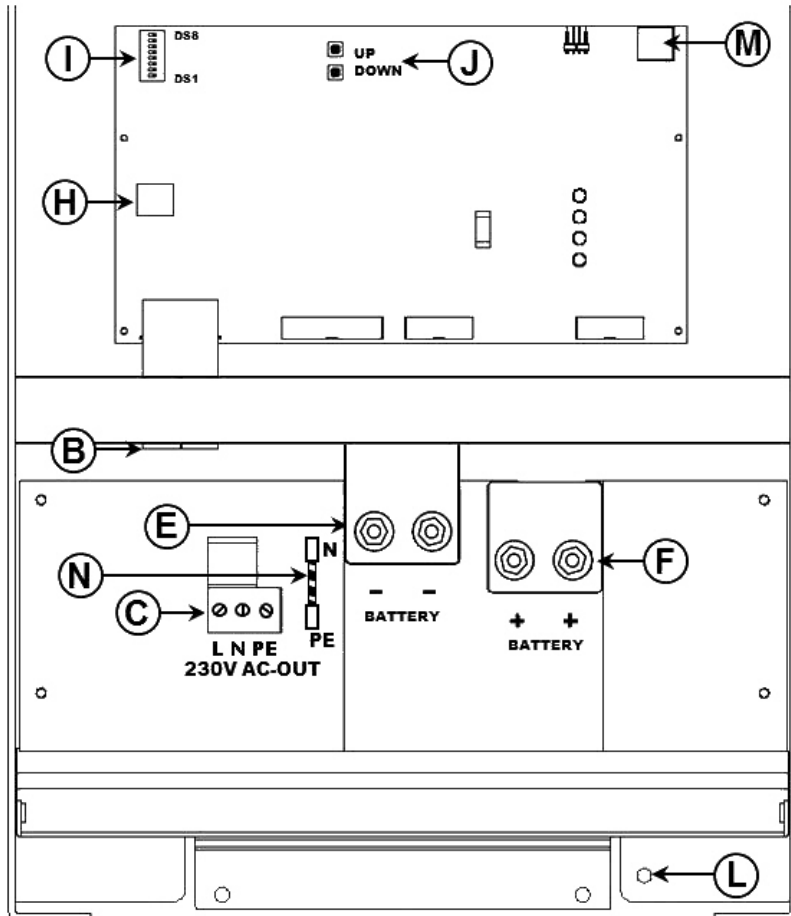 DS8
I
DS1
UP
DOWN
J
M
H
B
E
N
N
C
F
L N PE
PE
230V AC-OUT
- -
BATTERY
+ +
BATTERY
L